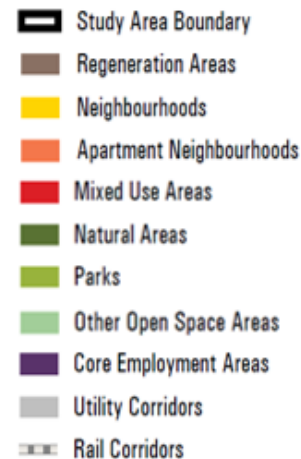 Study Area Boundary
Regeneration Areas
Neighbourhoods
Apartment Neighbourhoods
Mixed Use Areas
Natural Areas
Parks
Other Open Space Areas
Core Employment Areas
Utility Corridors
Rail Corridors